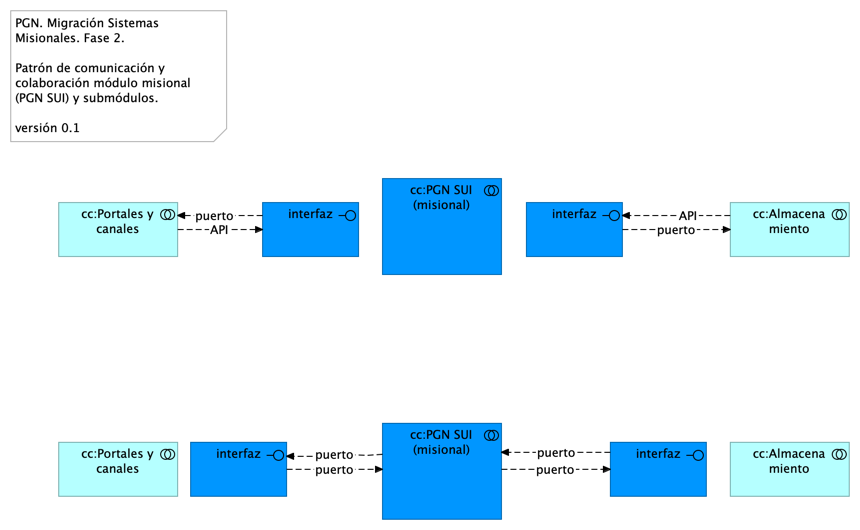 PGN. Migración Sistemas
Misionales. Fase 2.
Patrón de comunicación y
colaboración módulo misional
(PGN SUI) y submódulos.
versión 0.1
cc:Portales y
canales
puerto
API
interfaz
cc:PGN SUI
(misional)
interfaz
API
puerto
cc:Almacena
miento
cc:Portales y
canales
interfaz
puerto
puerto
cc:PGN SUI
(misional)
puerto
puerto
interfaz
cc:Almacena
miento